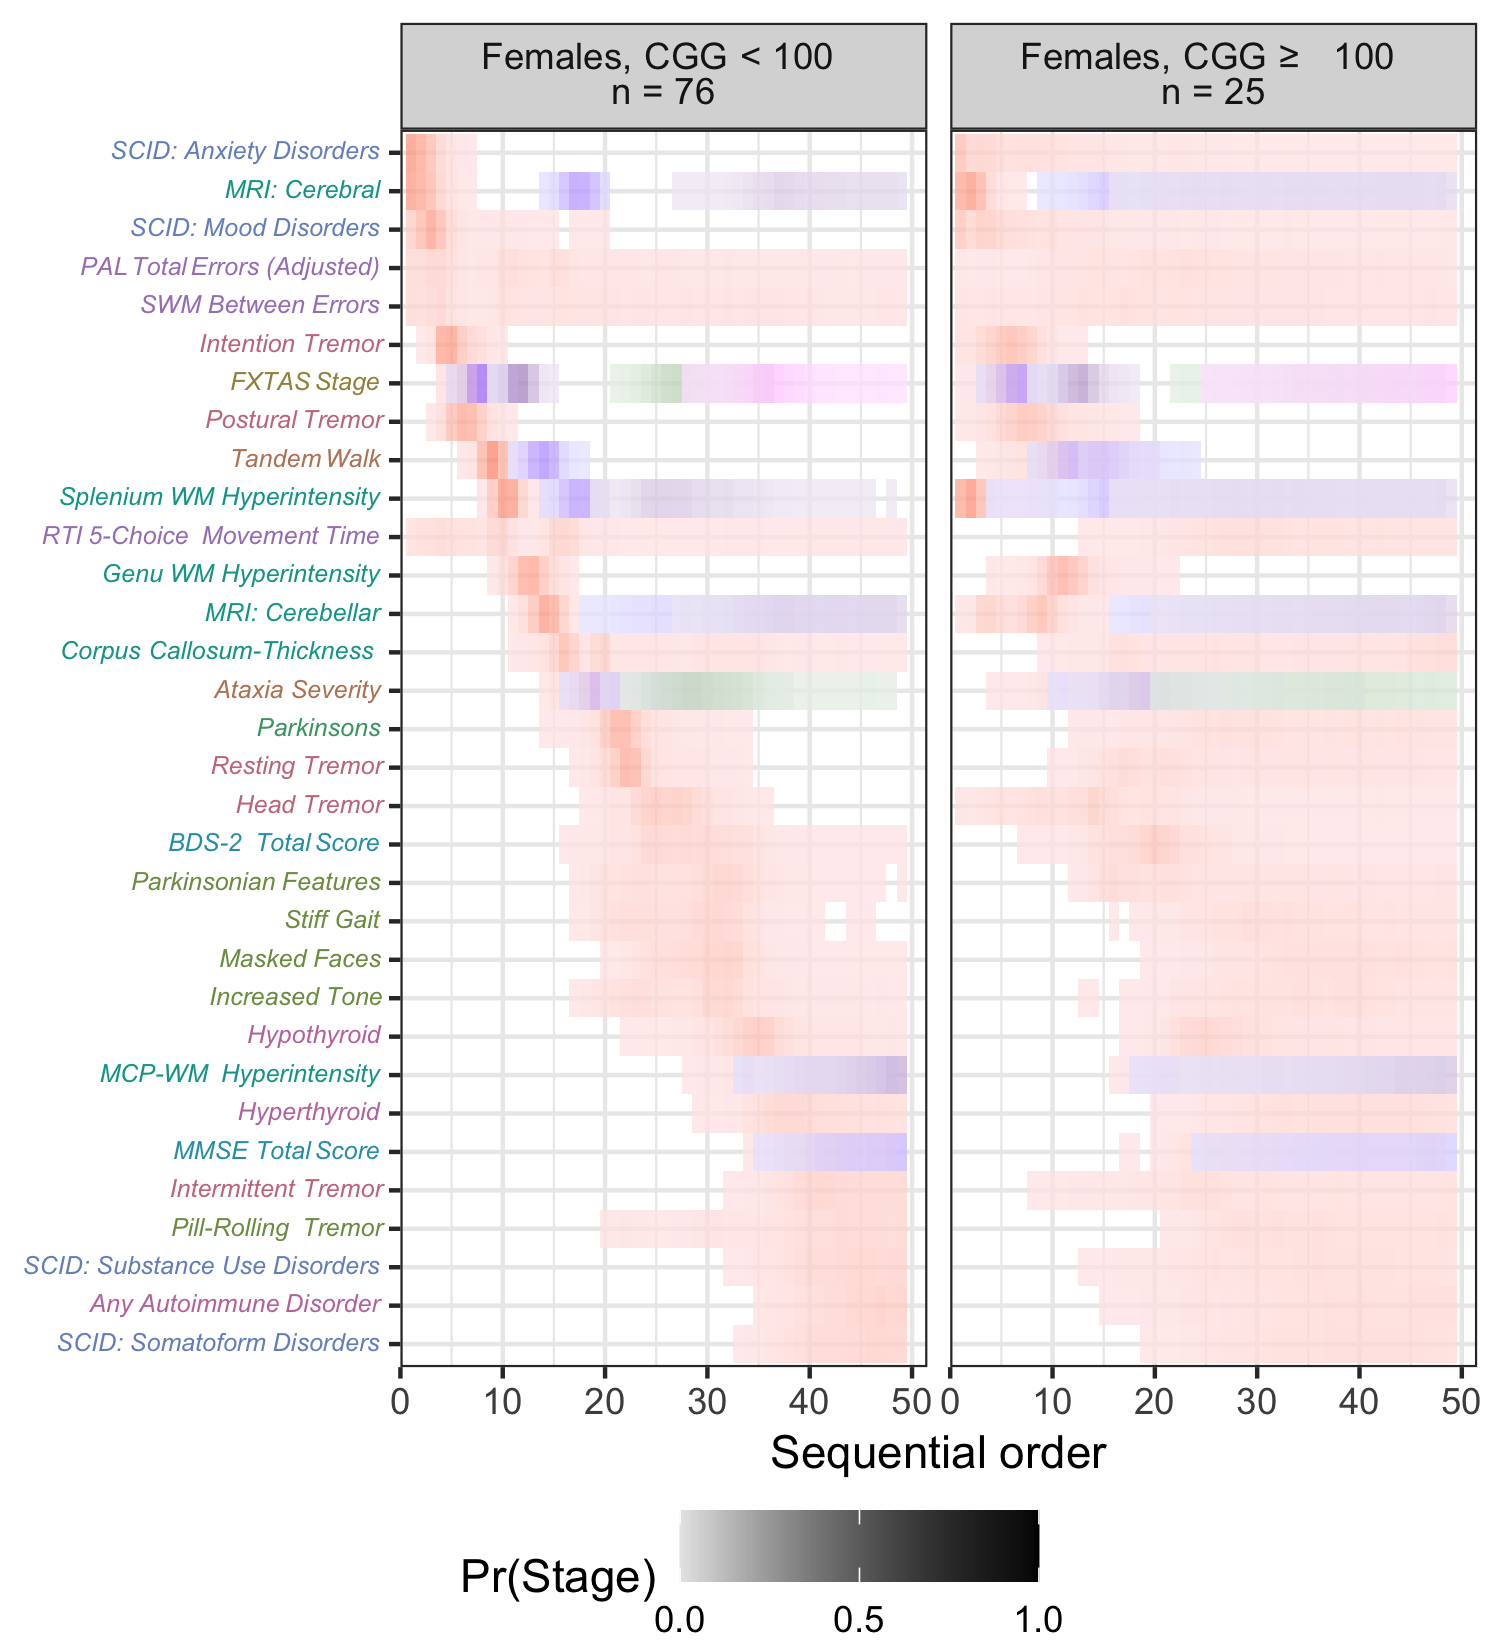 Females, CGG < 100
n = 76
Females, CGG ≥ 100
n = 25
SCID: Anxiety Disorders
MRI: Cerebral
SCID: Mood Disorders
PAL Total Errors (Adjusted)
SWM Between Errors
Intention Tremor
FXTAS Stage
Postural Tremor
Tandem Walk
Splenium WM Hyperintensity
RTI 5-Choice Movement Time
Genu WM Hyperintensity
MRI: Cerebellar
Corpus Callosum-Thickness
Ataxia Severity
Parkinsons
Resting Tremor
Head Tremor
BDS-2 Total Score
Parkinsonian Features
Stiff Gait
Masked Faces
Increased Tone
Hypothyroid
MCP-WM Hyperintensity
Hyperthyroid
MMSE Total Score
Intermittent Tremor
Pill-Rolling Tremor
SCID: Substance Use Disorders
Any Autoimmune Disorder
SCID: Somatoform Disorders
0 10 20 30 40 50 0 10 20 30 40 50
Sequential order
Pr(Stage)
0.0 0.5 1.0